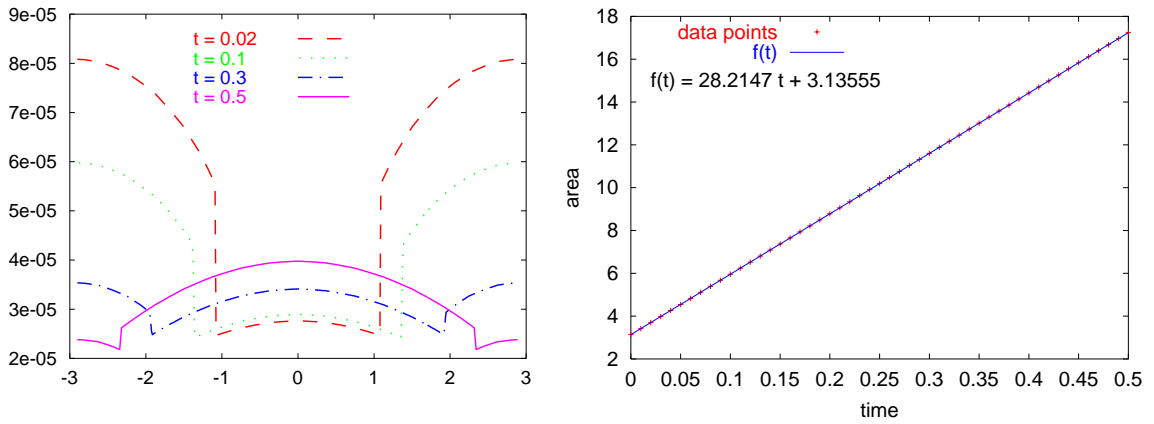 9e-05
8e-05
7e-05
6e-05
5e-05
4e-05
3e-05
2e-05
-3 -2 -1 0 1 2 3
t = 0.02
t = 0.1
t = 0.3
t = 0.5
18
16
14
12
10
8
6
4
2
area
0 0.05 0.1 0.15 0.2 0.25 0.3 0.35 0.4 0.45 0.5
time
data points
f(t)
f(t) = 28.2147 t + 3.13555